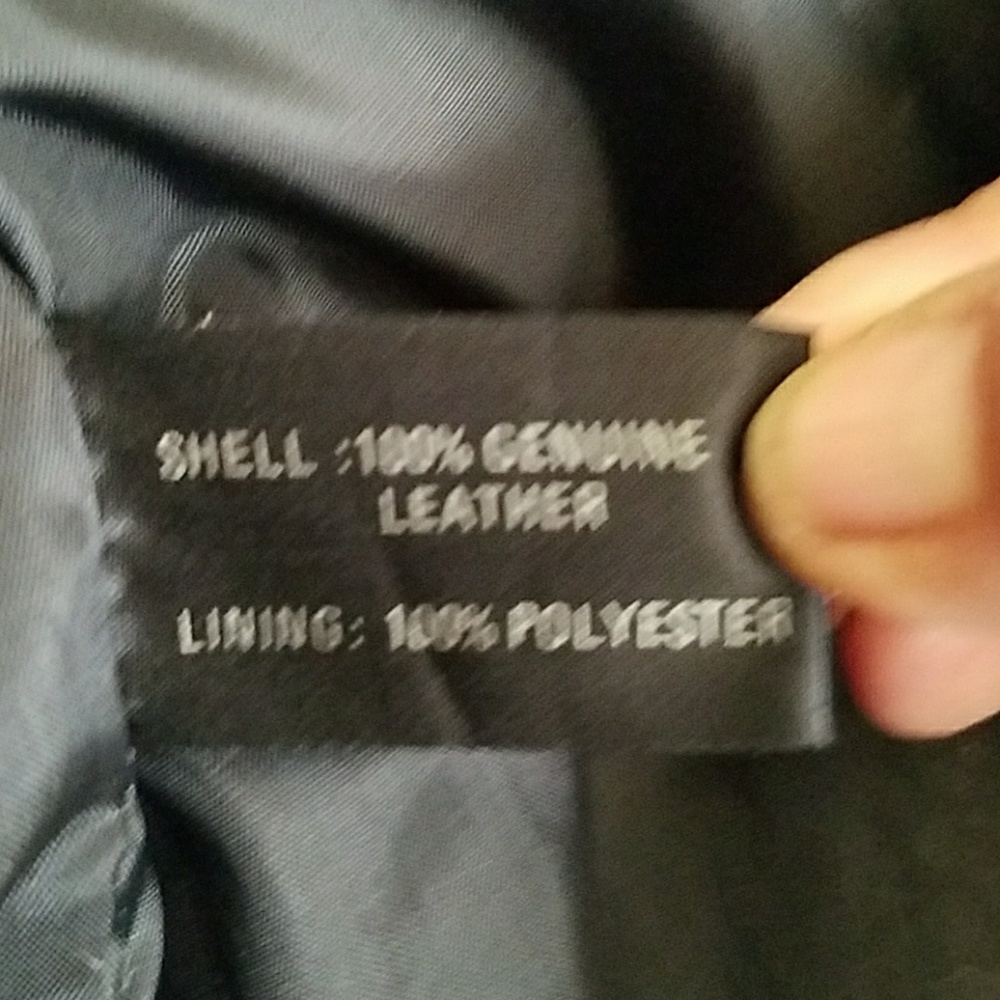 SHELL :100% GENUINE
LEATHER
LINING: 100% POLYESTER